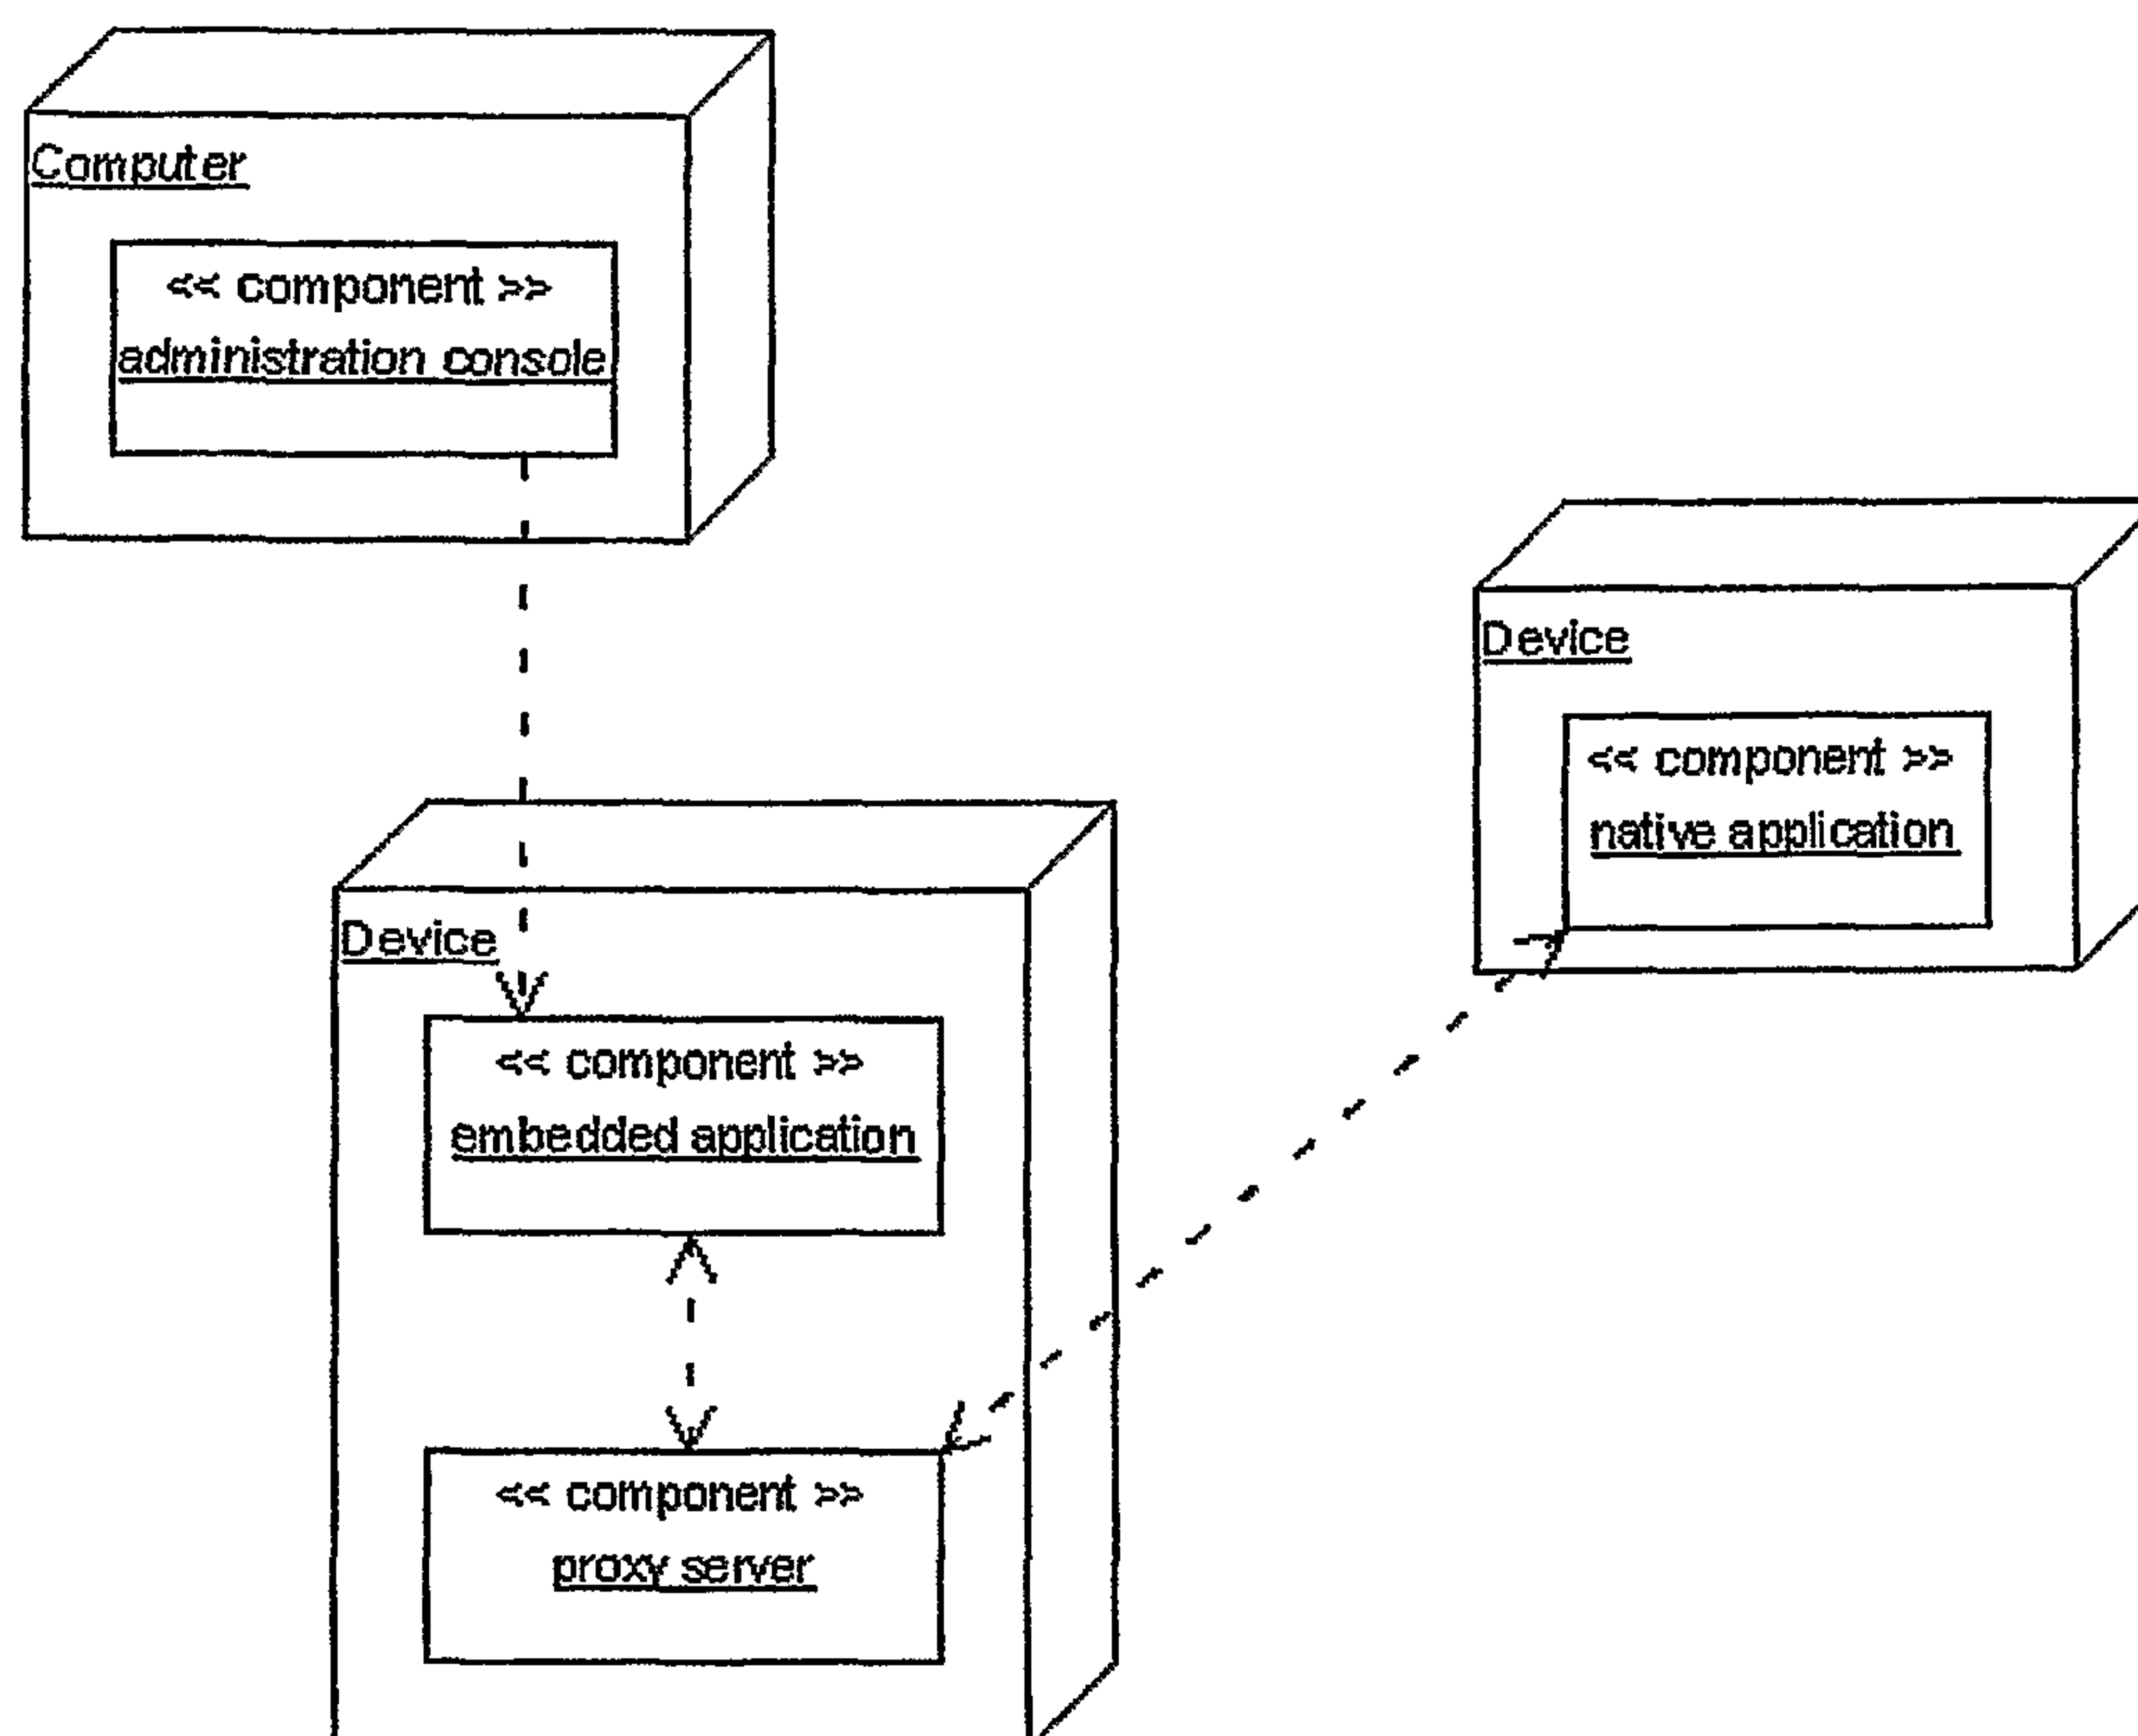 Computer
<< component >>
administration console
Device
<< component >>
native application
Device
<< component >>
embedded application
<< component >>
proxy server